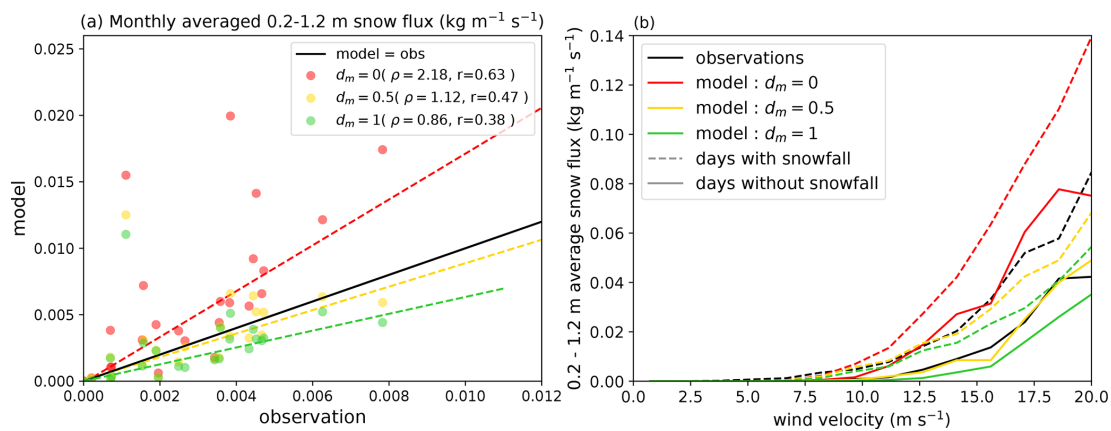 (a) Monthly averaged 0.2-1.2 m snow flux (kg m⁻¹ s⁻¹)
model = obs
d_m = 0( ρ = 2.18, r=0.63 )
d_m = 0.5( ρ = 1.12, r=0.47 )
d_m = 1( ρ = 0.86, r=0.38 )
0.025
0.020
0.015
0.010
0.005
0.000
model
0.000 0.002 0.004 0.006 0.008 0.010 0.012
observation
(b)
observations
model : d_m = 0
model : d_m = 0.5
model : d_m = 1
days with snowfall
days without snowfall
0.14
0.12
0.10
0.08
0.06
0.04
0.02
0.00
0.2 - 1.2 m average snow flux (kg m⁻¹ s⁻¹)
0.0 2.5 5.0 7.5 10.0 12.5 15.0 17.5 20.0
wind velocity (m s⁻¹)